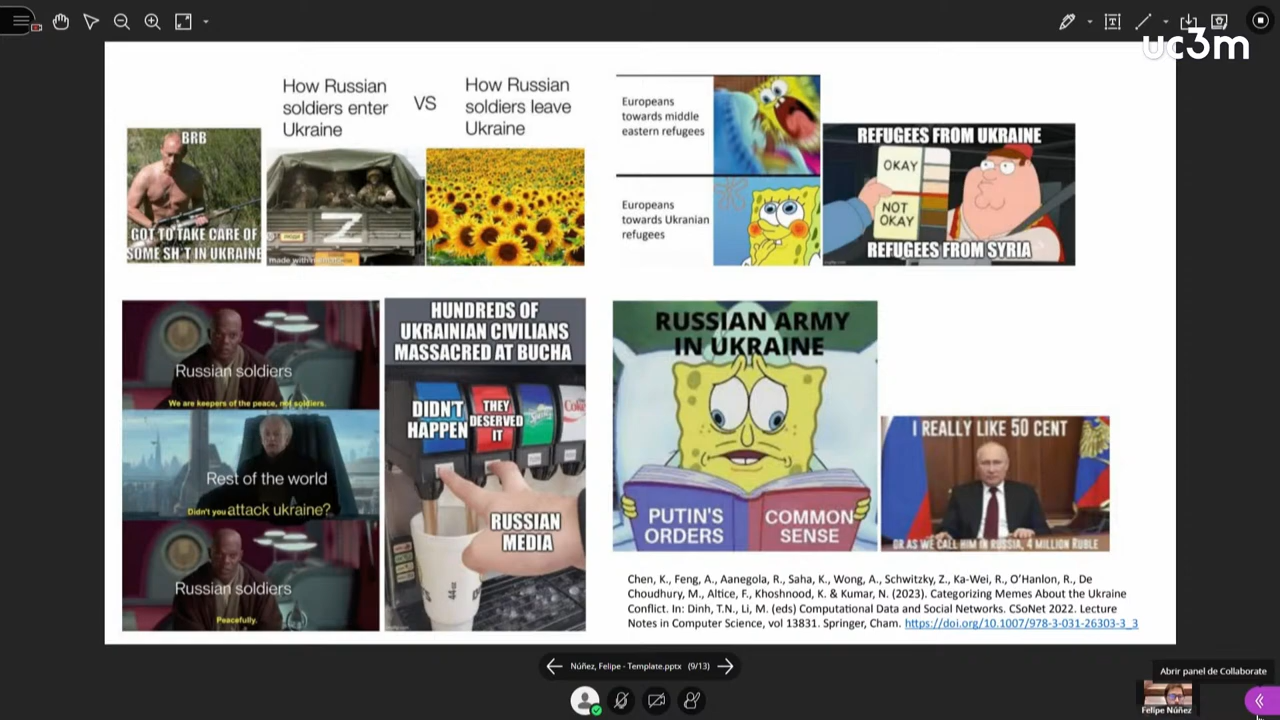 uc3m
How Russian
soldiers enter
Ukraine
VS
How Russian
soldiers leave
Ukraine
BRB
GOT TO TAKE CARE OF
SOME SH*T IN UKRAINE
Z
Europeans
towards middle
eastern refugees
Europeans
towards Ukranian
refugees
REFUGEES FROM UKRAINE
OKAY
NOT
OKAY
REFUGEES FROM SYRIA
Russian soldiers
We are keepers of the peace, not soldiers.
Rest of the world
Didn't you attack ukraine?
Russian soldiers
Peacefully.
HUNDREDS OF
UKRAINIAN CIVILIANS
MASSACRED AT BUCHA
DIDN'T
HAPPEN
THEY
DESERVED
IT
Coke
RUSSIAN
MEDIA
44oz
RUSSIAN ARMY
IN UKRAINE
PUTIN'S
ORDERS
COMMON
SENSE
I REALLY LIKE 50 CENT
OR AS WE CALL HIM IN RUSSIA, 4 MILLION RUBLE
Chen, K., Feng, A., Aanegola, R., Saha, K., Wong, A., Schwitzky, Z., Ka-Wei, R., O'Hanlon, R., De
Choudhury, M., Altice, F., Khoshnood, K. & Kumar, N. (2023). Categorizing Memes About the Ukraine
Conflict. In: Dinh, T.N., Li, M. (eds) Computational Data and Social Networks. CSoNet 2022. Lecture
Notes in Computer Science, vol 13831. Springer, Cham. https://doi.org/10.1007/978-3-031-26303-3_3
Núñez, Felipe - Template.pptx (9/13)
Abrir panel de Collaborate
Felipe Núñez